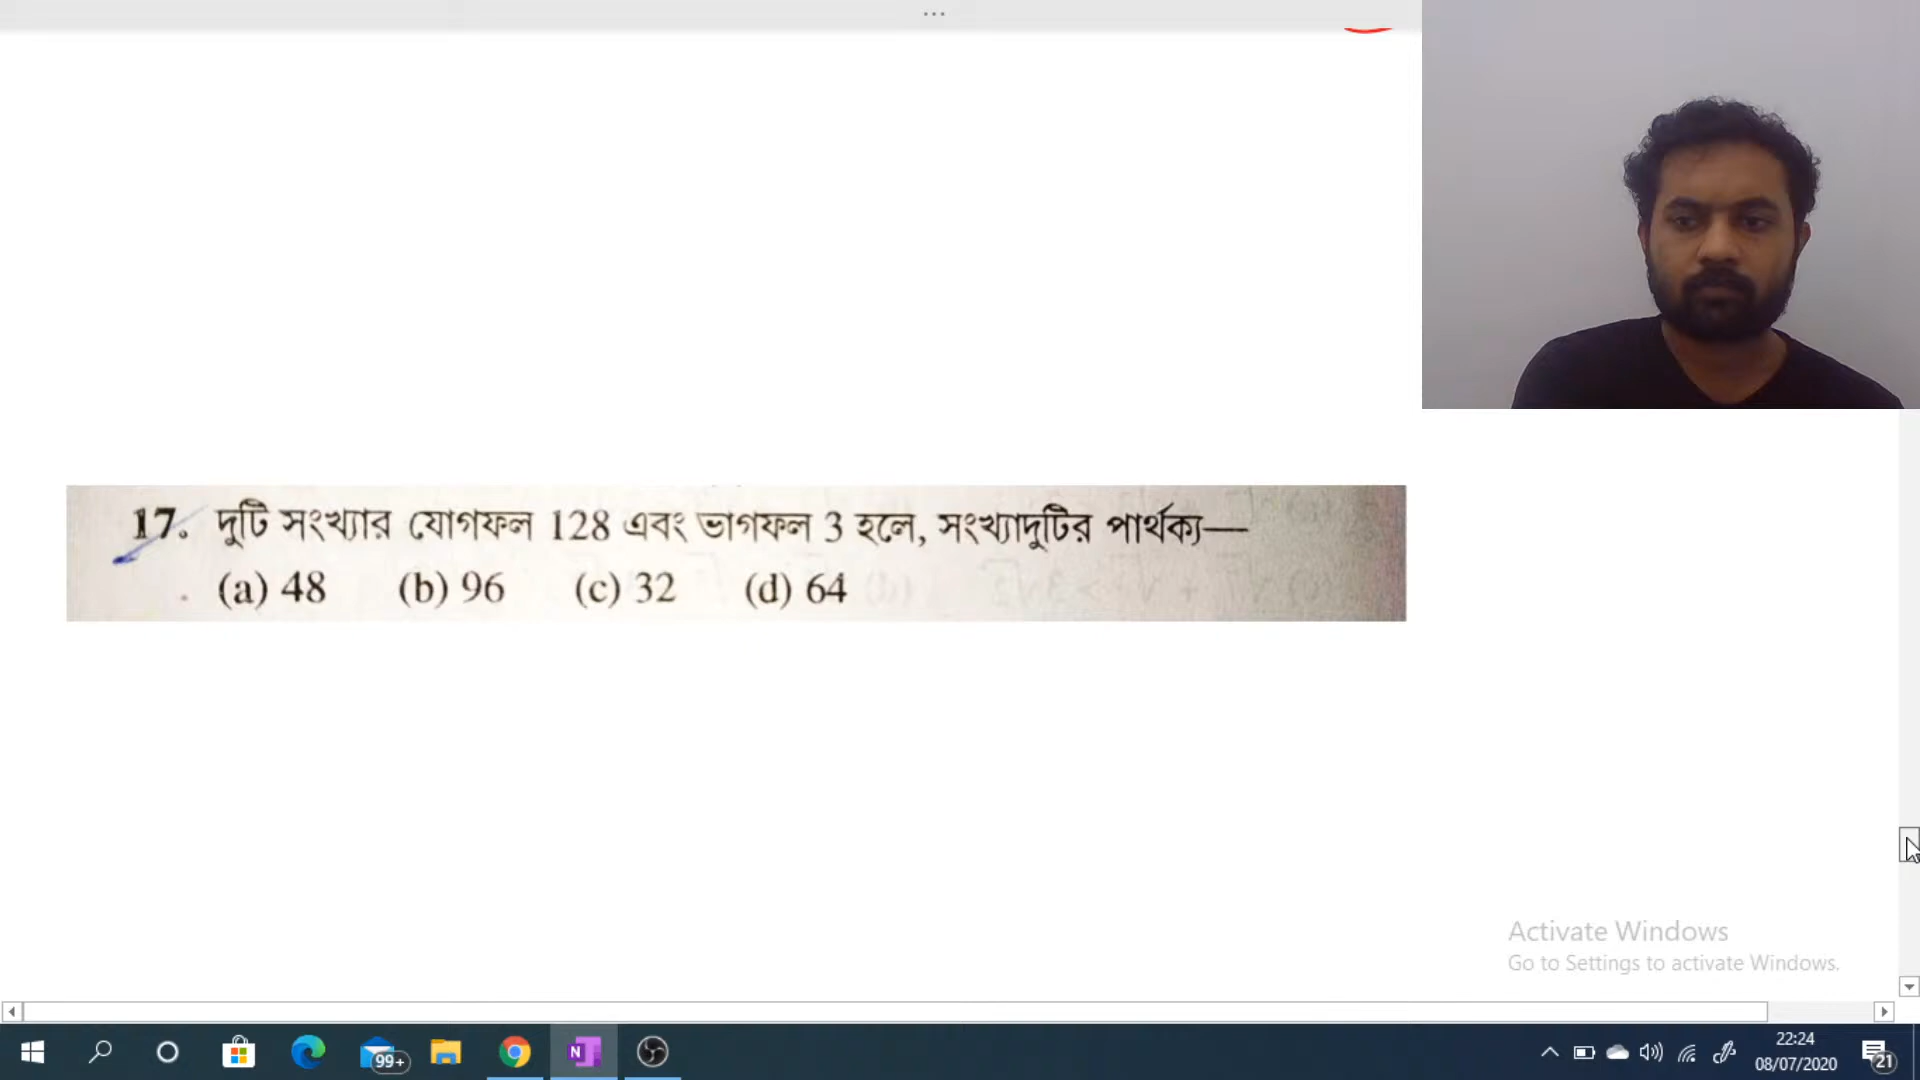 ...
17. দুটি সংখ্যার যোগফল 128 এবং ভাগফল 3 হলে, সংখ্যাদুটির পার্থক্য—
(a) 48 (b) 96 (c) 32 (d) 64
Activate Windows
Go to Settings to activate Windows.
99+
22:24
08/07/2020
21